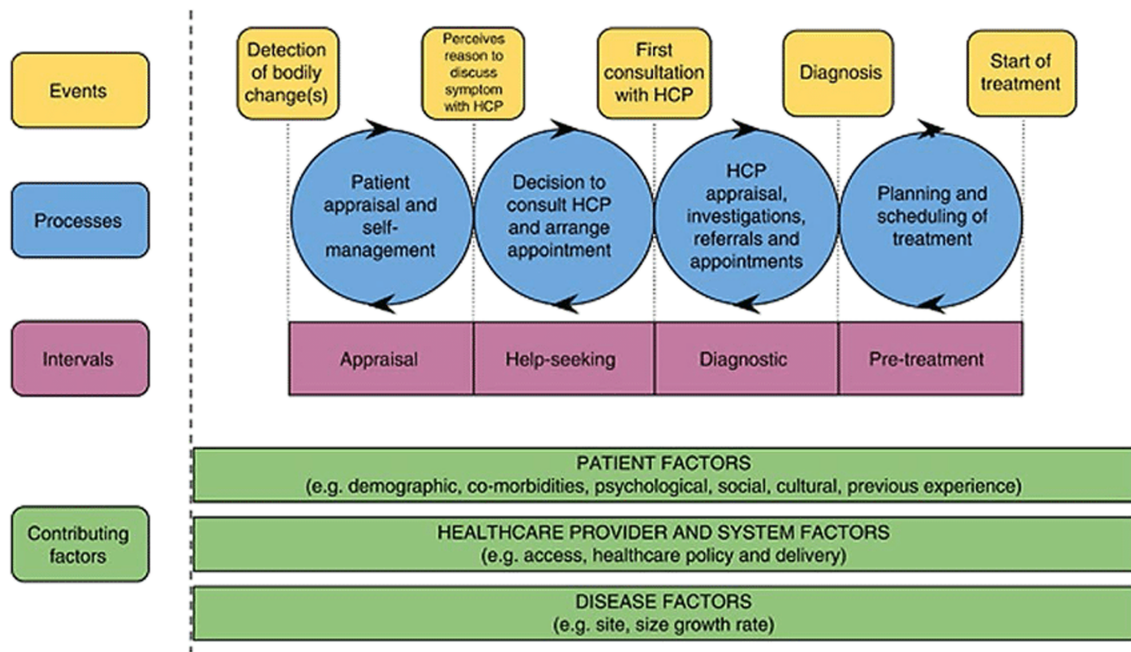 Events
Detection
of bodily
change(s)
Perceives
reason to
discuss
symptom
with HCP
First
consultation
with HCP
Diagnosis
Start of
treatment
Processes
Patient
appraisal and
self-
management
Decision to
consult HCP
and arrange
appointment
HCP
appraisal,
investigations,
referrals and
appointments
Planning and
scheduling of
treatment
Intervals
Appraisal
Help-seeking
Diagnostic
Pre-treatment
Contributing
factors
PATIENT FACTORS
(e.g. demographic, co-morbidities, psychological, social, cultural, previous experience)
HEALTHCARE PROVIDER AND SYSTEM FACTORS
(e.g. access, healthcare policy and delivery)
DISEASE FACTORS
(e.g. site, size growth rate)